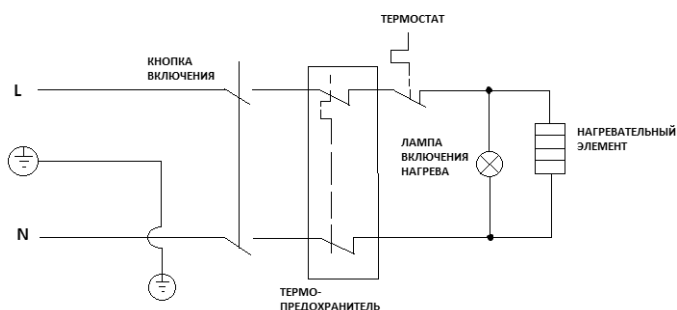 ТЕРМОСТАТ
КНОПКА
ВКЛЮЧЕНИЯ
L
ЛАМПА
ВКЛЮЧЕНИЯ
НАГРЕВА
НАГРЕВАТЕЛЬНЫЙ
ЭЛЕМЕНТ
N
ТЕРМО-
ПРЕДОХРАНИТЕЛЬ